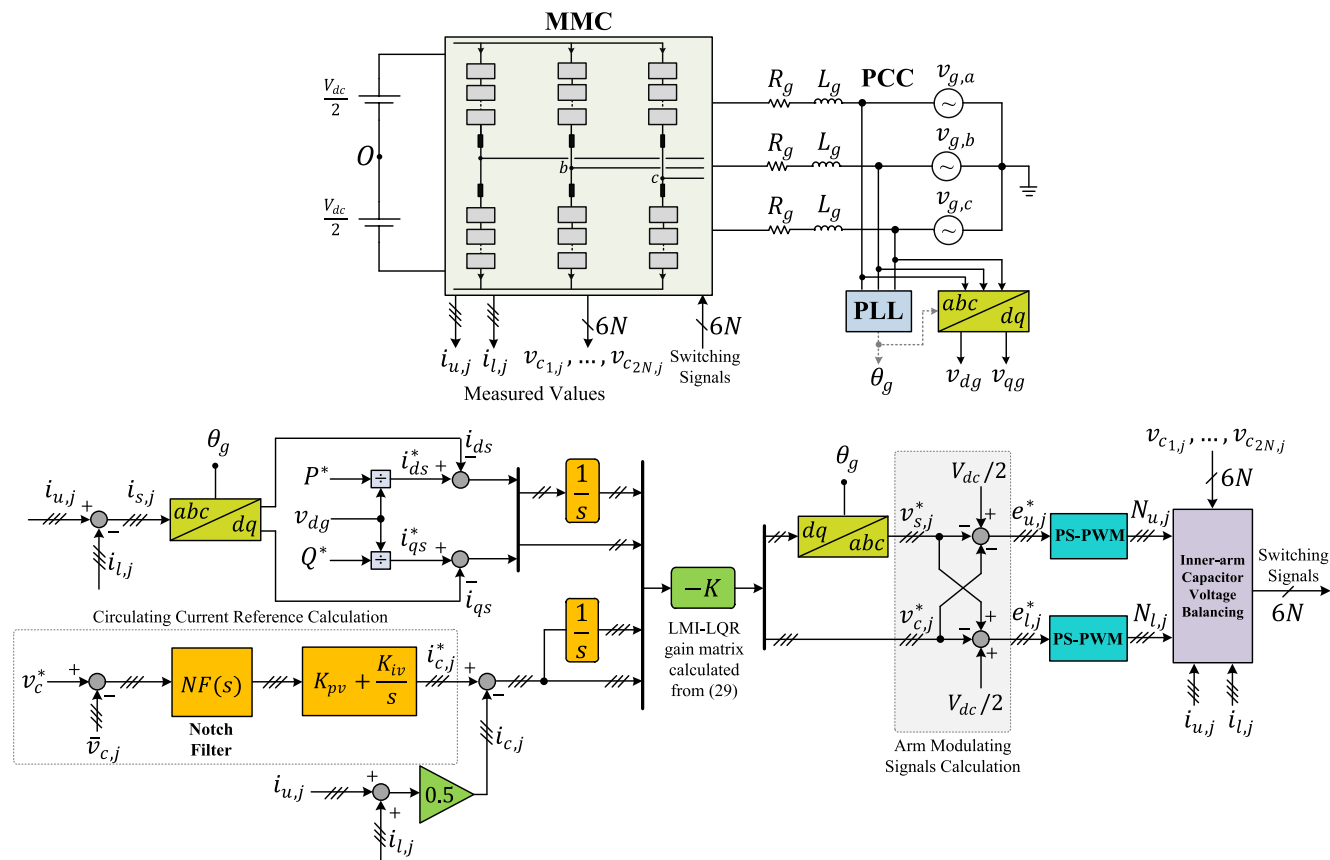 MMC
V_dc/2
O
V_dc/2
b
c
R_g L_g PCC v_g,a
R_g L_g v_g,b
R_g L_g v_g,c
~
~
~
PLL
abc
dq
6N
6N
i_u,j i_l,j v_c1,j , ... , v_c2N,j
Switching
Signals
Measured Values
θ_g
v_dg v_qg
θ_g
i_u,j + i_s,j
−
i_l,j
abc
dq
P*
v_dg
Q*
÷
÷
i*_ds +
i_ds
−
i*_qs +
−
i_qs
1/s
Circulating Current Reference Calculation
v*_c +
−
v̄_c,j
NF(s)
Notch
Filter
K_pv + K_iv/s
i*_c,j +
−
i_c,j
1/s
i_u,j +
+
i_l,j
0.5
−K
LMI-LQR
gain matrix
calculated
from (29)
θ_g
dq
abc
V_dc/2
v*_s,j − +
−
e*_u,j
v*_c,j − +
+
e*_l,j
V_dc/2
Arm Modulating
Signals Calculation
PS-PWM
N_u,j
PS-PWM
N_l,j
v_c1,j , ... , v_c2N,j
6N
Inner-arm
Capacitor
Voltage
Balancing
Switching
Signals
6N
i_u,j i_l,j